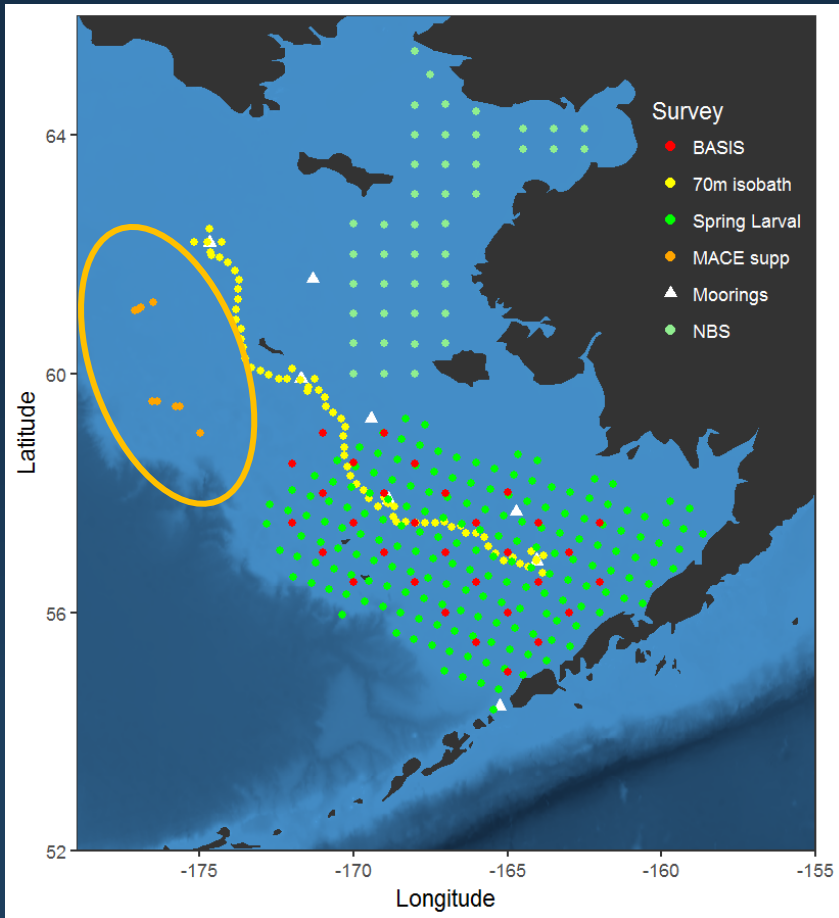 Survey
BASIS
70m isobath
Spring Larval
MACE supp
Moorings
NBS
Latitude
64
60
56
52
-175
-170
-165
-160
-155
Longitude